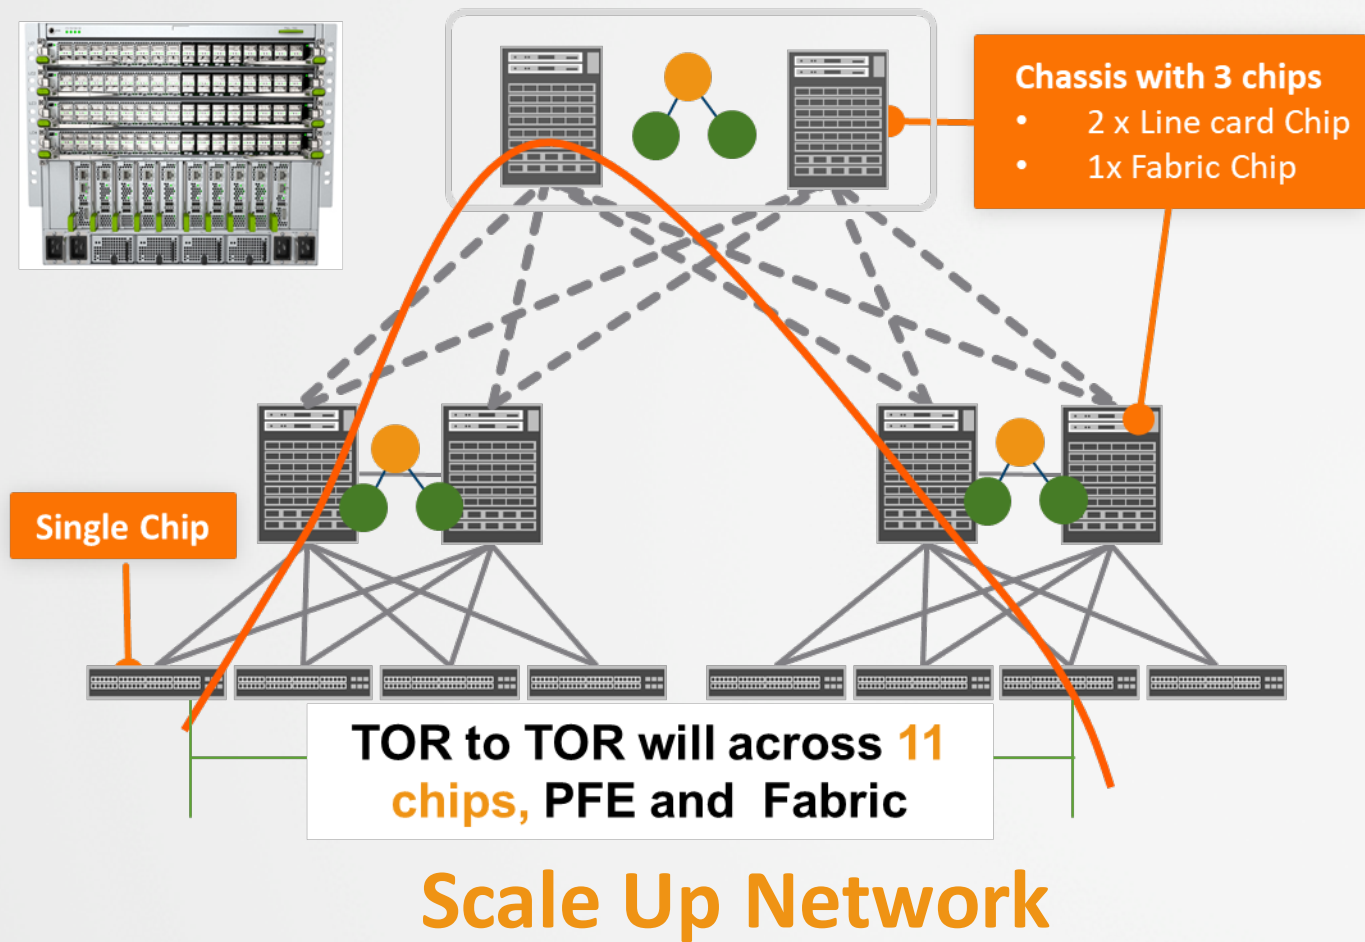 Chassis with 3 chips
• 2 x Line card Chip
• 1x Fabric Chip
Single Chip
TOR to TOR will across 11
chips, PFE and Fabric
Scale Up Network